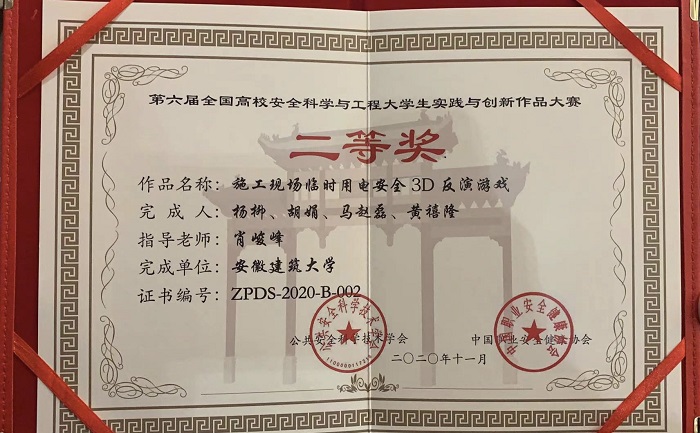 第六届全国高校安全科学与工程大学生实践与创新作品大赛
二等奖
作品名称：施工现场临时用电安全3D反演游戏
完 成 人：杨柳、胡娟、马赵磊、黄禧隆
指导老师：肖峻峰
完成单位：安徽建筑大学
证书编号：ZPDS-2020-B-002
公共安全科学技术学会
中国职业安全健康协会
二〇二〇年十一月